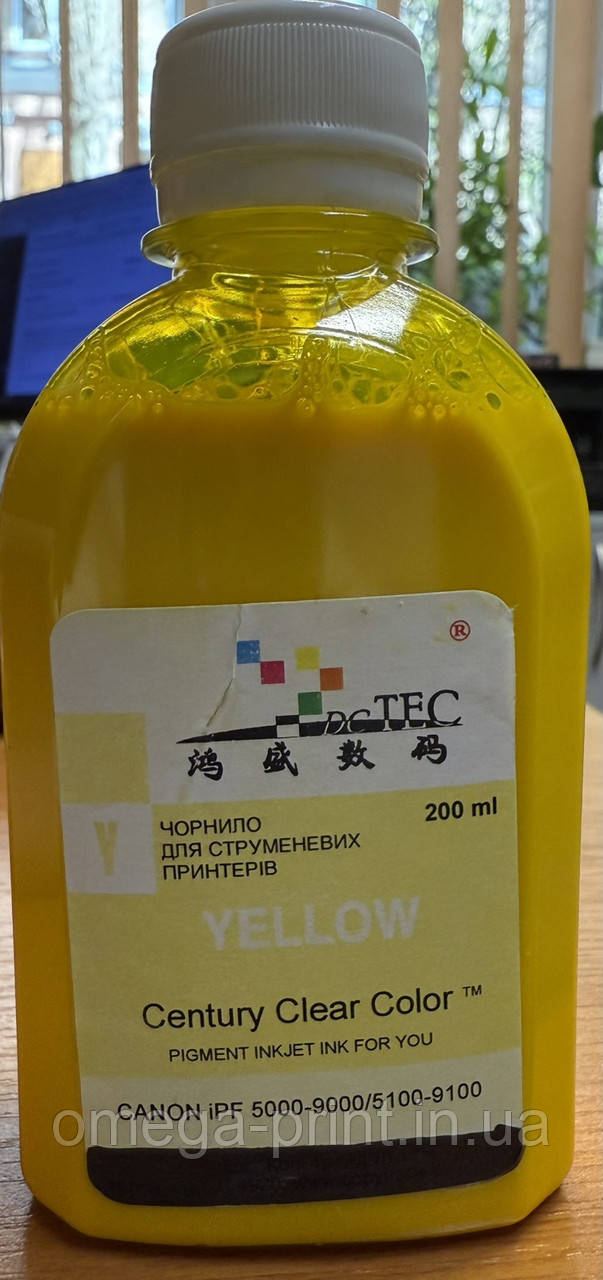 ®
DCTEC
鸿盛数码
200 ml
Y
ЧОРНИЛО
ДЛЯ СТРУМЕНЕВИХ
ПРИНТЕРІВ
YELLOW
Century Clear Color ™
PIGMENT INKJET INK FOR YOU
CANON iPF 5000-9000/5100-9100
omega-print.in.ua